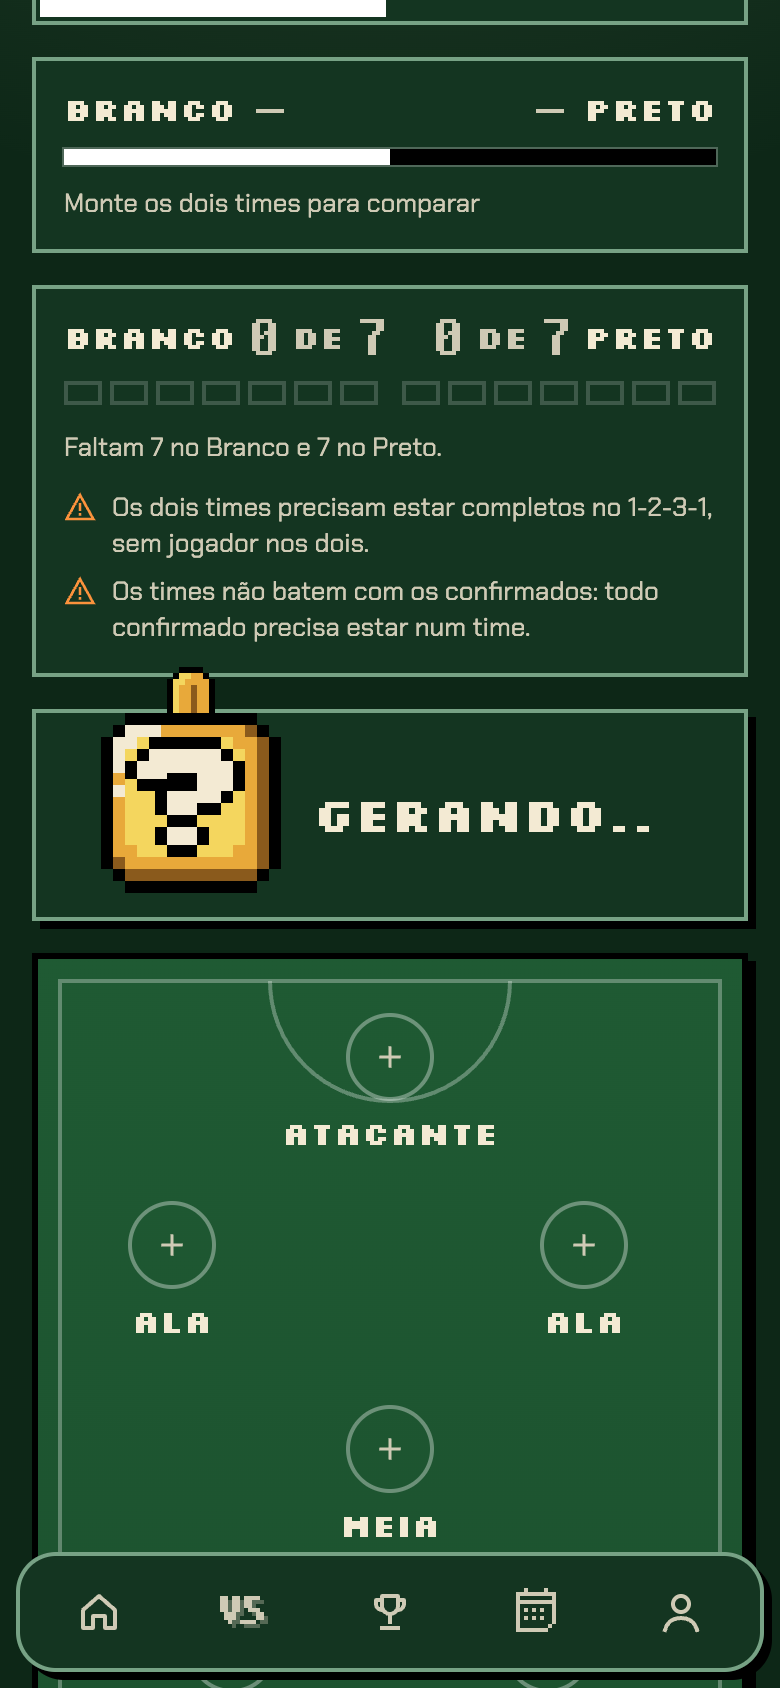 BRANCO — — PRETO
Monte os dois times para comparar
BRANCO 0 DE 7 0 DE 7 PRETO
Faltam 7 no Branco e 7 no Preto.
Os dois times precisam estar completos no 1-2-3-1,
sem jogador nos dois.
Os times não batem com os confirmados: todo
confirmado precisa estar num time.
?
GERANDO..
+
ATACANTE
+ +
ALA ALA
+
MEIA
VS